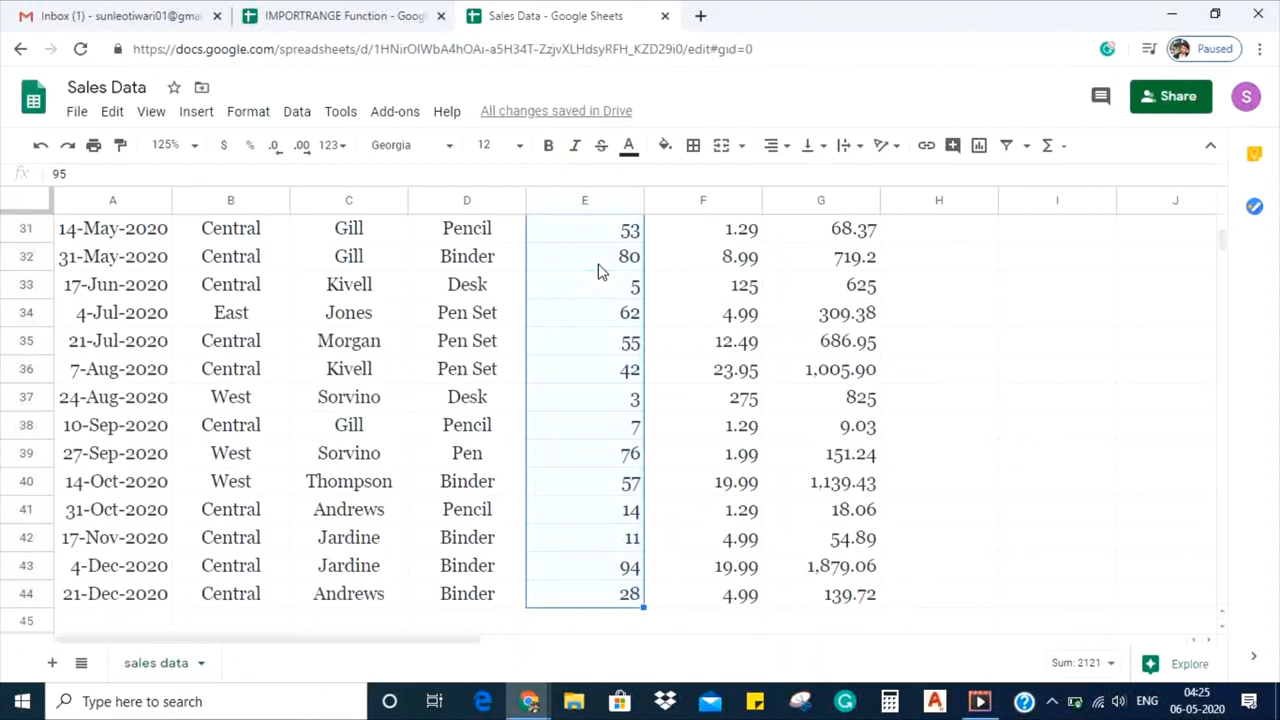 Inbox (1) - sunleotiwari01@gma
IMPORTRANGE Function - Goog
Sales Data - Google Sheets
https://docs.google.com/spreadsheets/d/1HNirOIWbA4hOAi-a5H34T-ZzjvXLHdsyRFH_KZD29i0/edit#gid=0
Paused
Sales Data
Share
S
File Edit View Insert Format Data Tools Add-ons Help All changes saved in Drive
125% $ % .0 .00 123 Georgia 12 B I S A Σ
fx 95
A B C D E F G H I J
31 14-May-2020 Central Gill Pencil 53 1.29 68.37
32 31-May-2020 Central Gill Binder 80 8.99 719.2
33 17-Jun-2020 Central Kivell Desk 5 125 625
34 4-Jul-2020 East Jones Pen Set 62 4.99 309.38
35 21-Jul-2020 Central Morgan Pen Set 55 12.49 686.95
36 7-Aug-2020 Central Kivell Pen Set 42 23.95 1,005.90
37 24-Aug-2020 West Sorvino Desk 3 275 825
38 10-Sep-2020 Central Gill Pencil 7 1.29 9.03
39 27-Sep-2020 West Sorvino Pen 76 1.99 151.24
40 14-Oct-2020 West Thompson Binder 57 19.99 1,139.43
41 31-Oct-2020 Central Andrews Pencil 14 1.29 18.06
42 17-Nov-2020 Central Jardine Binder 11 4.99 54.89
43 4-Dec-2020 Central Jardine Binder 94 19.99 1,879.06
44 21-Dec-2020 Central Andrews Binder 28 4.99 139.72
45
sales data
Sum: 2121
Explore
Type here to search
ENG
04:25
06-05-2020